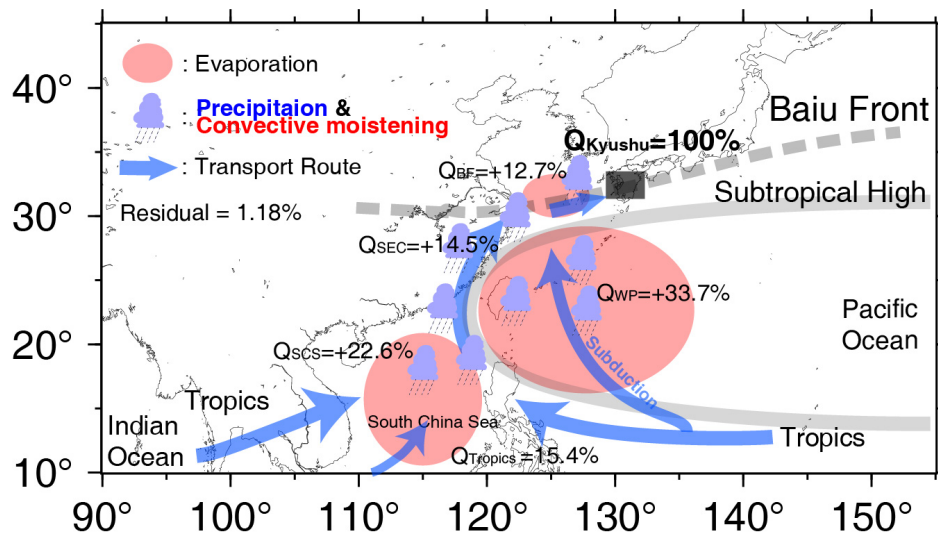 : Evaporation
: Precipitaion &
Convective moistening
: Transport Route
Residual = 1.18%
Baiu Front
QKyushu=100%
QBF=+12.7%
Subtropical High
QSEC=+14.5%
QWP=+33.7%
Pacific
Ocean
QSCS=+22.6%
Subduction
Tropics
Indian
Ocean
South China Sea
Tropics
QTropics=15.4%
40°
30°
20°
10°
90° 100° 110° 120° 130° 140° 150°